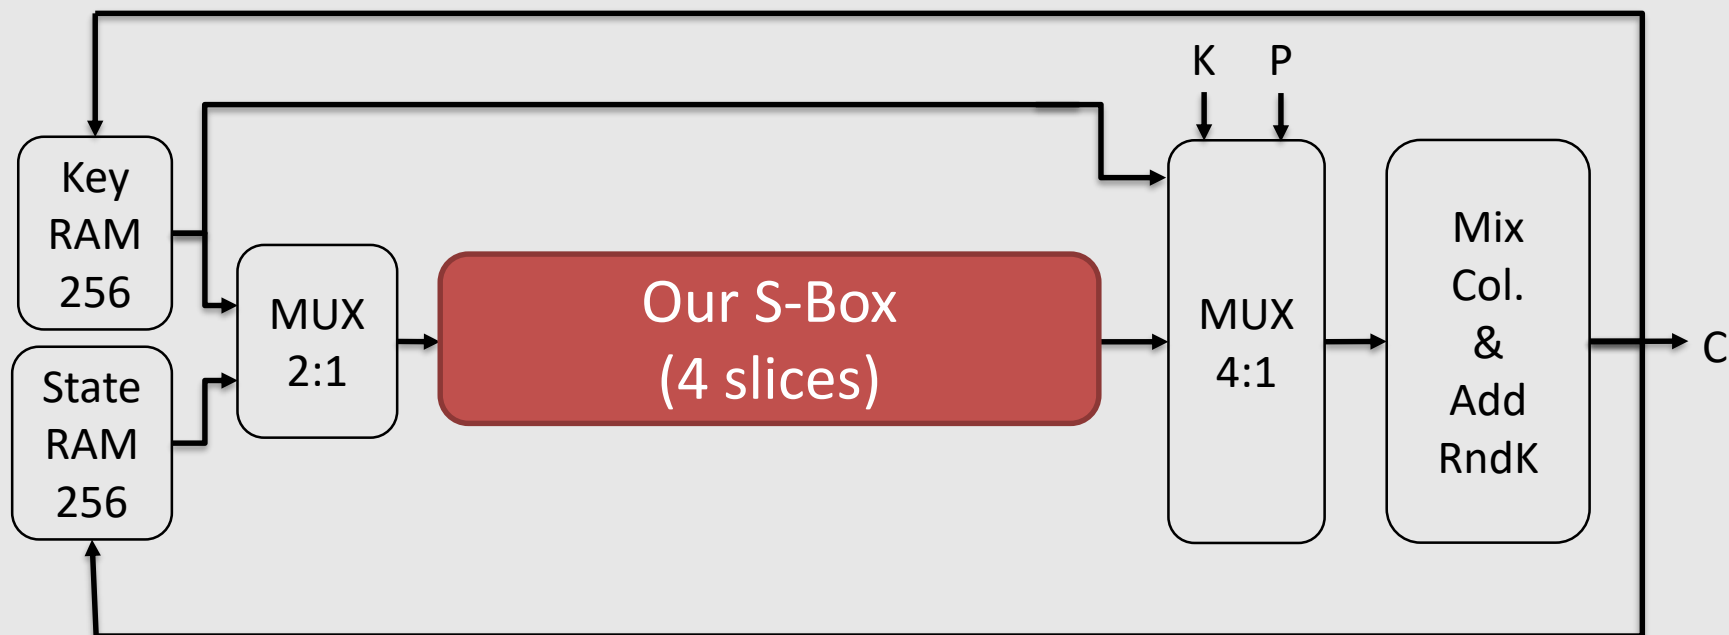 K P
Key
RAM
256
State
RAM
256
MUX
2:1
Our S-Box
(4 slices)
MUX
4:1
Mix
Col.
&
Add
RndK
C